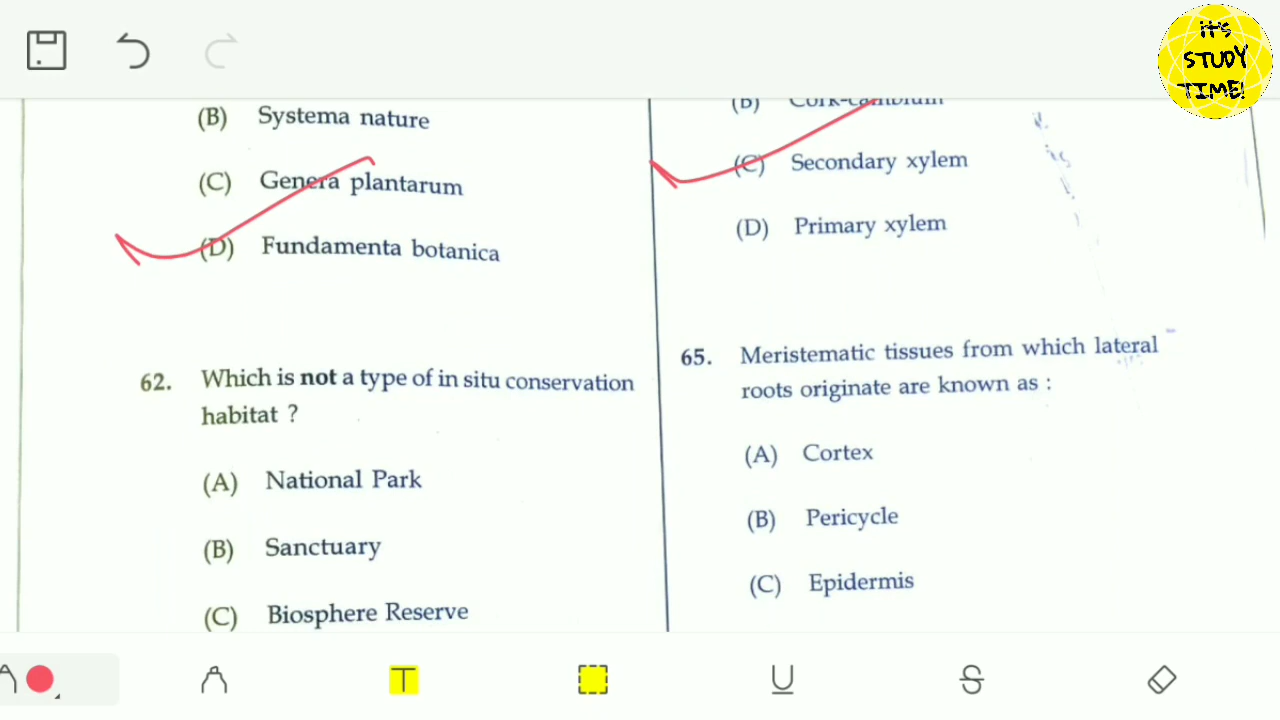 IT'S
STUDY
TIME!
(B) Systema nature
(C) Genera plantarum
(D) Fundamenta botanica
62. Which is not a type of in situ conservation
habitat ?
(A) National Park
(B) Sanctuary
(C) Biosphere Reserve
(B) Cork-cambium
(C) Secondary xylem
(D) Primary xylem
65. Meristematic tissues from which lateral
roots originate are known as :
(A) Cortex
(B) Pericycle
(C) Epidermis
T
U
S